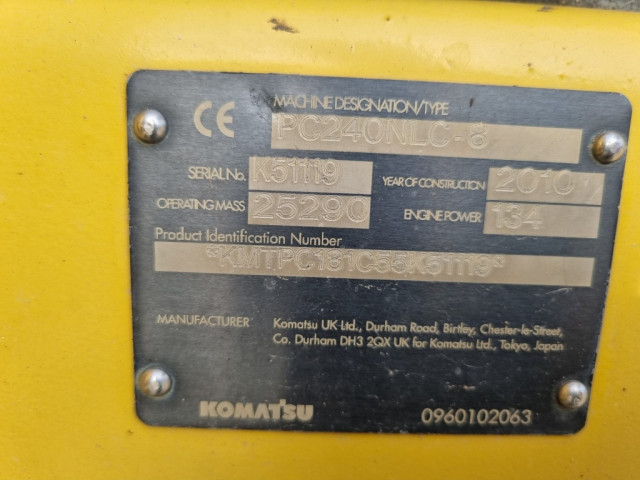 CE
MACHINE DESIGNATION/TYPE
PC240NLC-8
SERIAL No. K51119 YEAR OF CONSTRUCTION 2010
OPERATING MASS 25290 ENGINE POWER 134
Product Identification Number
MANUFACTURER Komatsu UK Ltd., Durham Road, Birtley, Chester-le-Street,
Co. Durham DH3 2QX UK for Komatsu Ltd., Tokyo, Japan
KOMATSU 0960102063